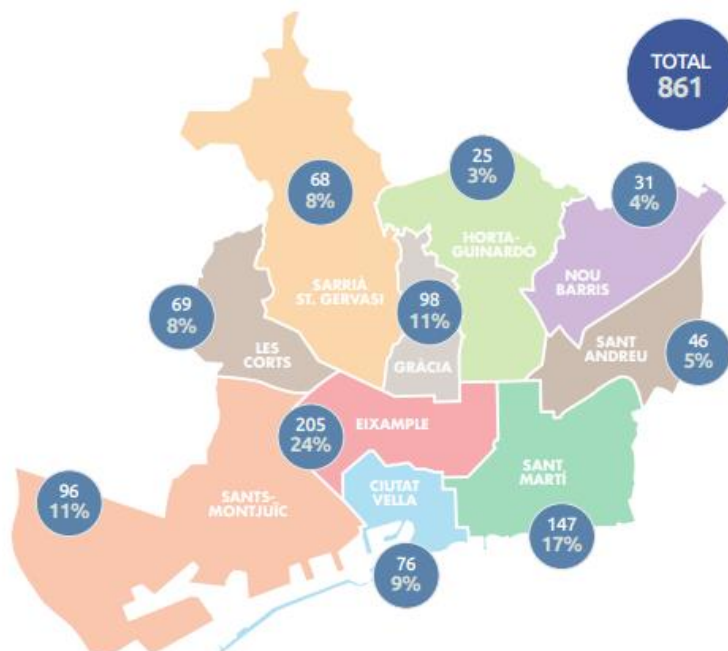 TOTAL
861
25
3%
68
8%
31
4%
HORTA-
GUINARDÓ
NOU
BARRIS
SARRIÀ
ST. GERVASI
69
8%
98
11%
SANT
ANDREU
46
5%
LES
CORTS
GRÀCIA
205
24%
EIXAMPLE
SANT
MARTÍ
96
11%
SANTS-
MONTJUÏC
CIUTAT
VELLA
147
17%
76
9%